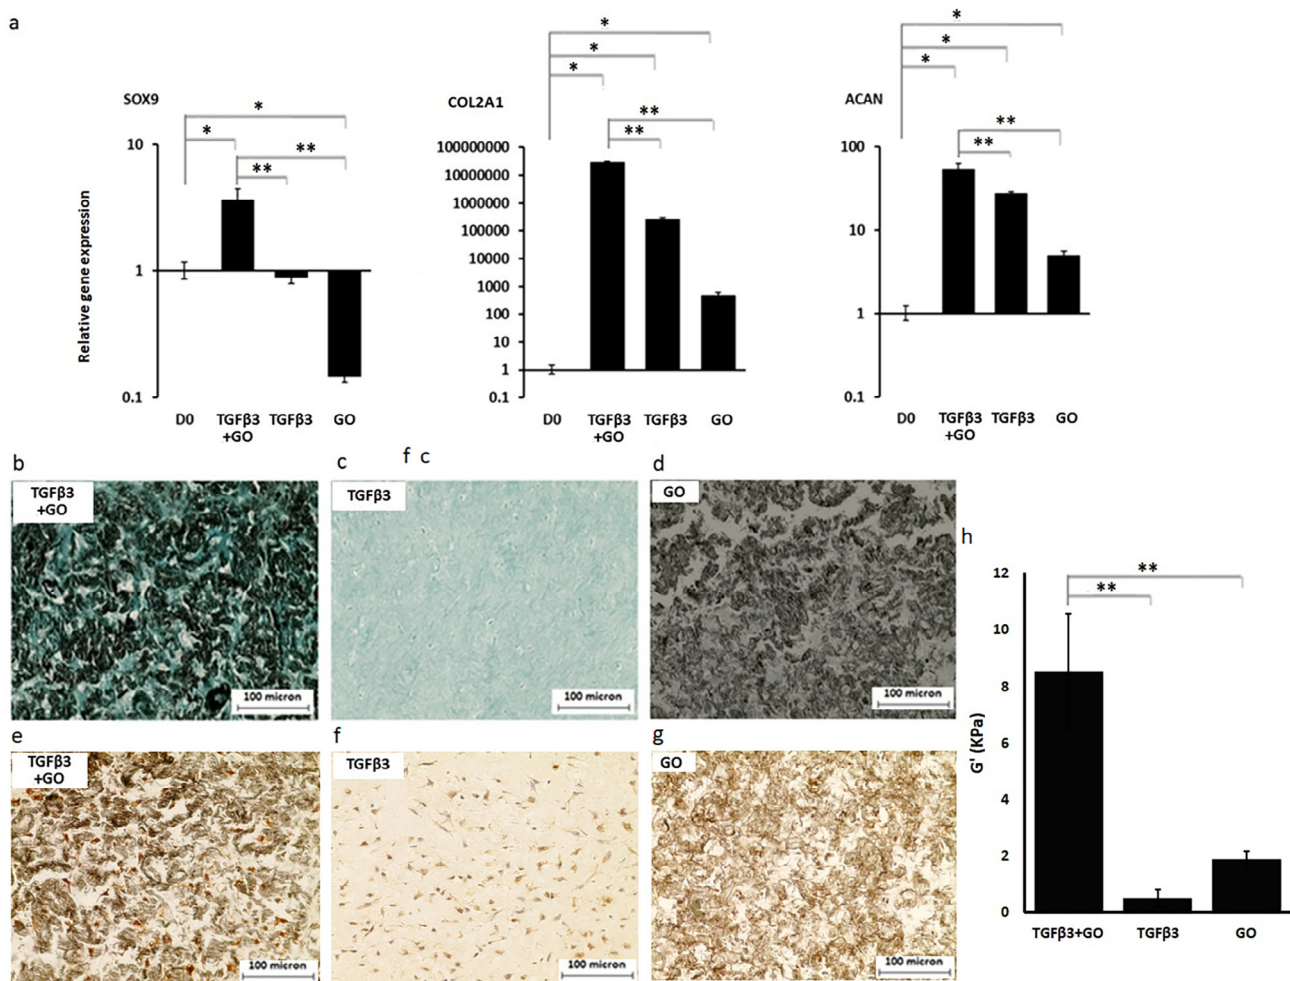 a
SOX9
*
*
**
**
10
1
0.1
Relative gene expression
D0
TGFβ3
+GO
TGFβ3
GO
COL2A1
*
*
*
**
**
100000000
10000000
1000000
100000
10000
1000
100
10
1
0.1
D0
TGFβ3
+GO
TGFβ3
GO
ACAN
*
*
*
**
**
100
10
1
0.1
D0
TGFβ3
+GO
TGFβ3
GO
f c
b
TGFβ3
+GO
100 micron
c
TGFβ3
100 micron
d
GO
100 micron
e
TGFβ3
+GO
100 micron
f
TGFβ3
100 micron
g
GO
100 micron
h
**
**
12
10
8
6
4
2
0
G' (KPa)
TGFβ3+GO
TGFβ3
GO